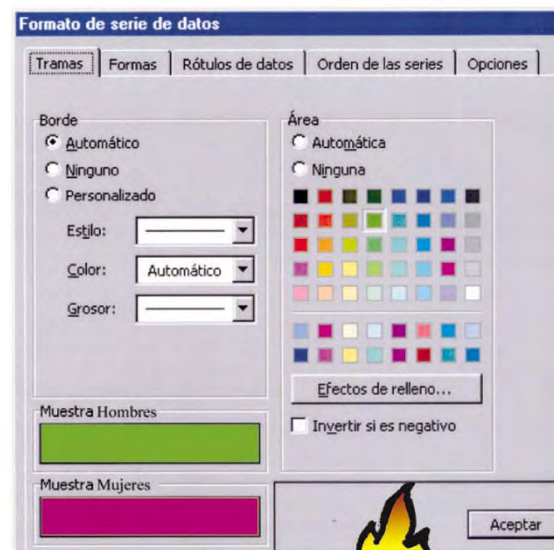 Formato de serie de datos
Tramas Formas Rótulos de datos Orden de las series Opciones
Borde
Automático
Ninguno
Personalizado
Estilo:
Color: Automático
Grosor:
Área
Automática
Ninguna
Efectos de relleno...
Invertir si es negativo
Muestra Hombres
Muestra Mujeres
Aceptar